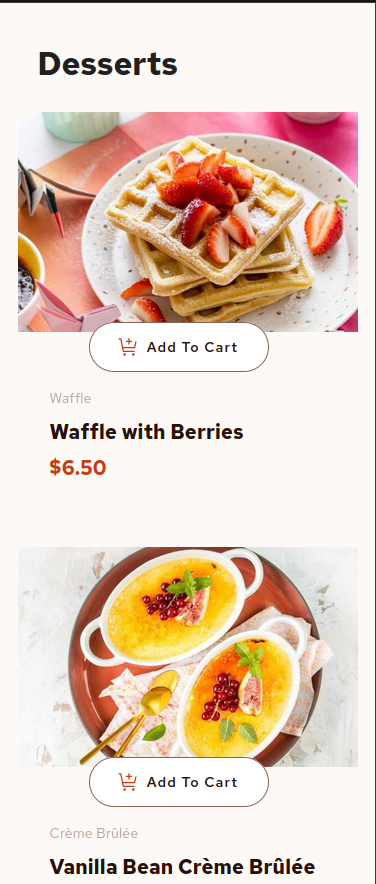 Desserts
Add To Cart
Waffle
Waffle with Berries
$6.50
Add To Cart
Crème Brûlée
Vanilla Bean Crème Brûlée